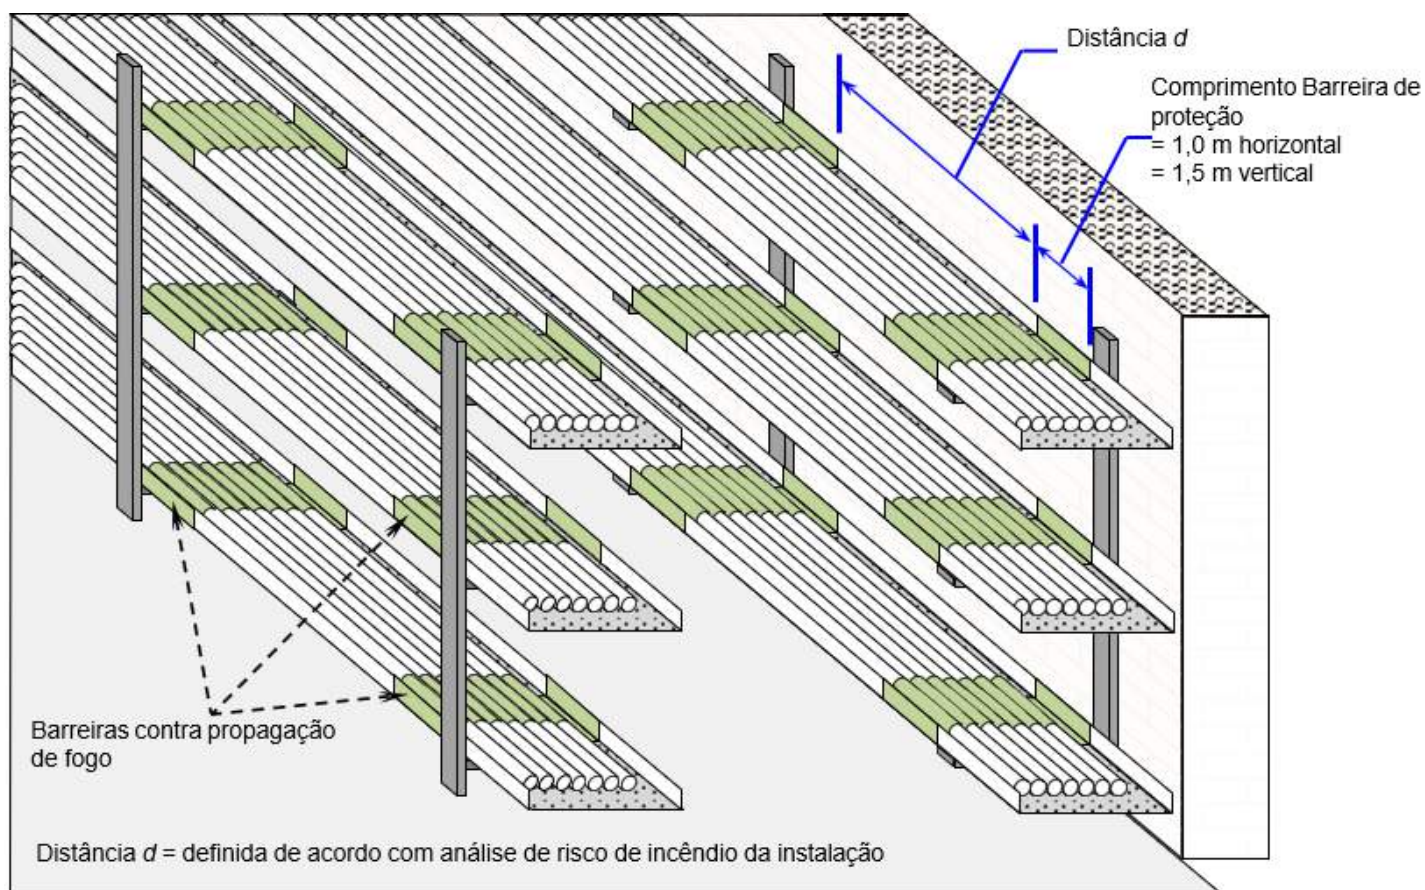 Distância d
Comprimento Barreira de
proteção
= 1,0 m horizontal
= 1,5 m vertical
Barreiras contra propagação
de fogo
Distância d = definida de acordo com análise de risco de incêndio da instalação